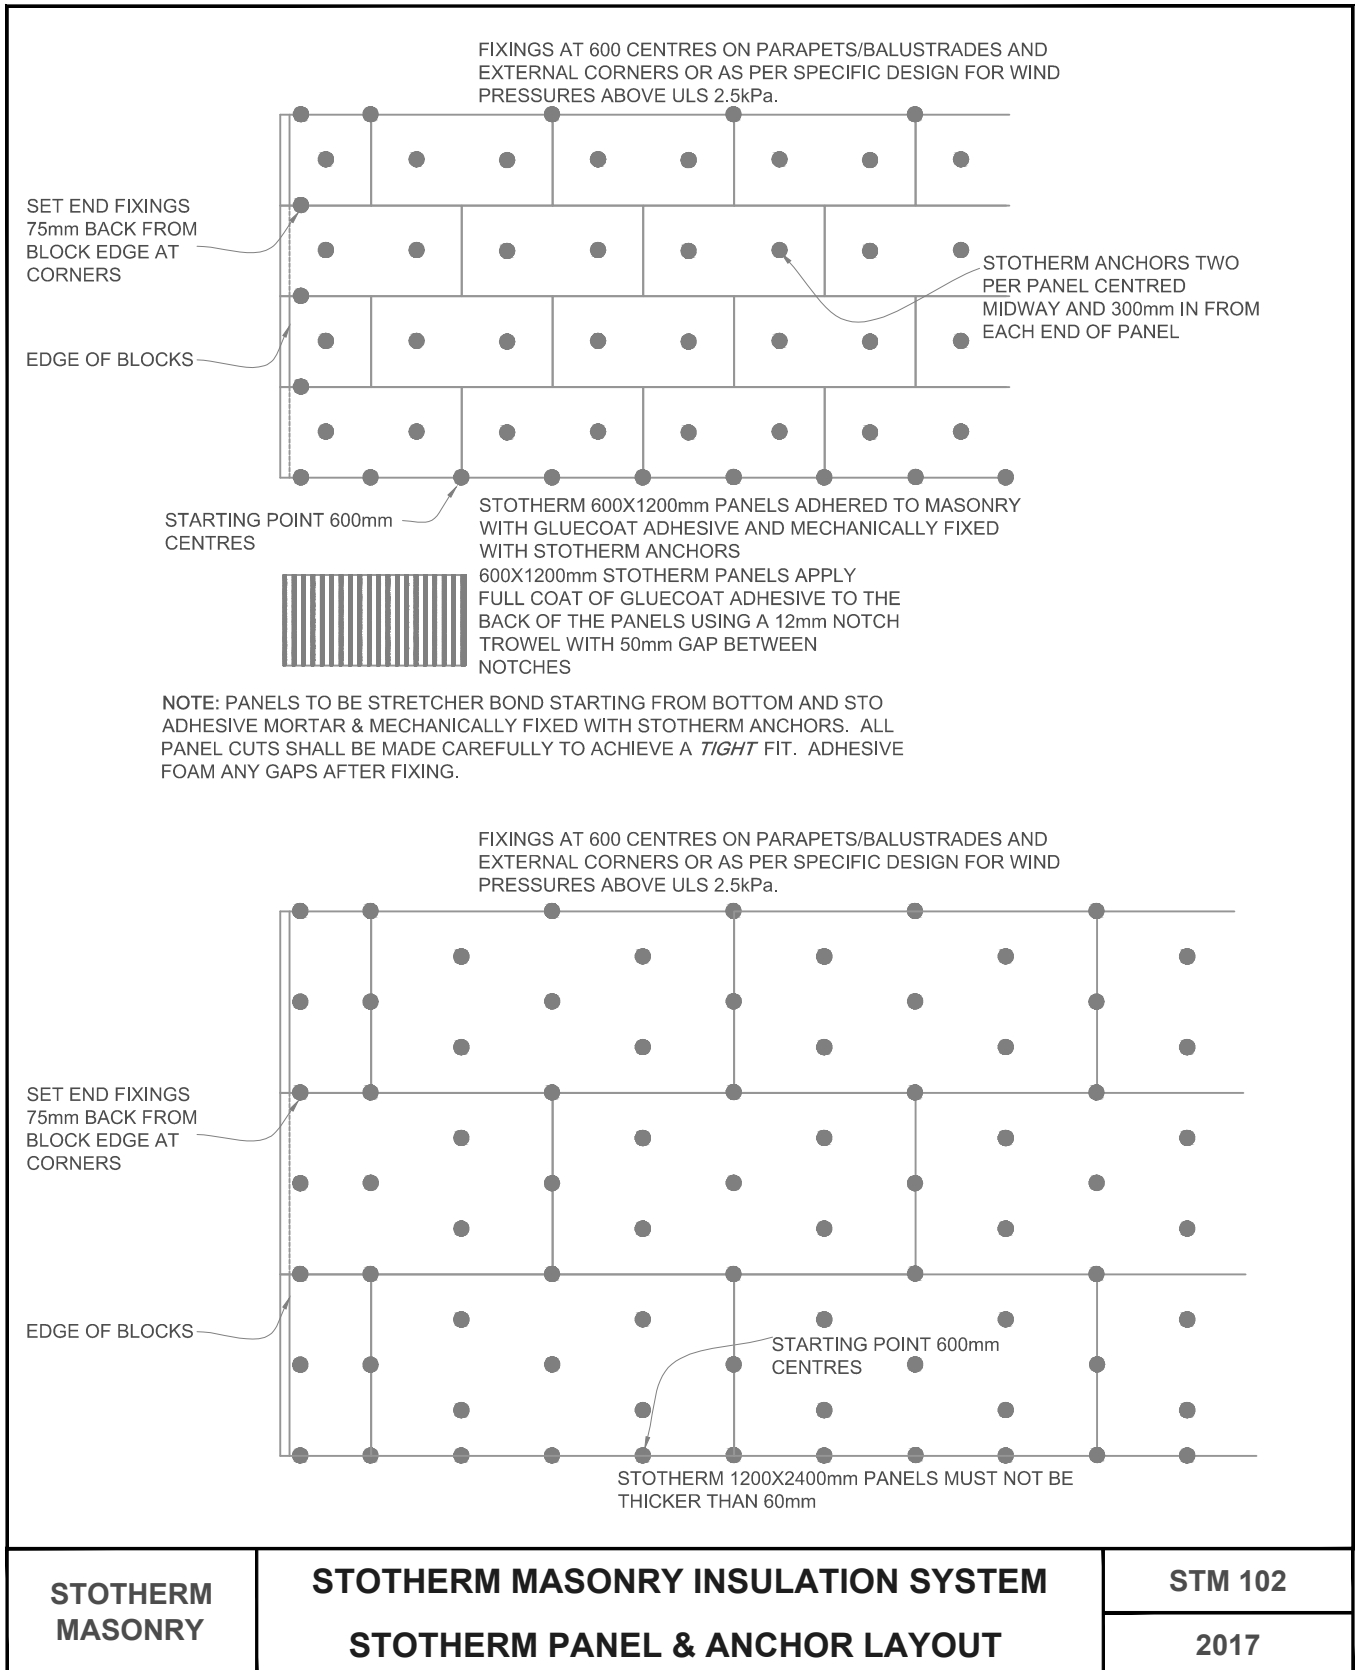 FIXINGS AT 600 CENTRES ON PARAPETS/BALUSTRADES AND
EXTERNAL CORNERS OR AS PER SPECIFIC DESIGN FOR WIND
PRESSURES ABOVE ULS 2.5kPa.
SET END FIXINGS
75mm BACK FROM
BLOCK EDGE AT
CORNERS
STOTHERM ANCHORS TWO
PER PANEL CENTRED
MIDWAY AND 300mm IN FROM
EACH END OF PANEL
EDGE OF BLOCKS
STARTING POINT 600mm
CENTRES
STOTHERM 600X1200mm PANELS ADHERED TO MASONRY
WITH GLUECOAT ADHESIVE AND MECHANICALLY FIXED
WITH STOTHERM ANCHORS
600X1200mm STOTHERM PANELS APPLY
FULL COAT OF GLUECOAT ADHESIVE TO THE
BACK OF THE PANELS USING A 12mm NOTCH
TROWEL WITH 50mm GAP BETWEEN
NOTCHES
NOTE: PANELS TO BE STRETCHER BOND STARTING FROM BOTTOM AND STO
ADHESIVE MORTAR & MECHANICALLY FIXED WITH STOTHERM ANCHORS. ALL
PANEL CUTS SHALL BE MADE CAREFULLY TO ACHIEVE A TIGHT FIT. ADHESIVE
FOAM ANY GAPS AFTER FIXING.
FIXINGS AT 600 CENTRES ON PARAPETS/BALUSTRADES AND
EXTERNAL CORNERS OR AS PER SPECIFIC DESIGN FOR WIND
PRESSURES ABOVE ULS 2.5kPa.
SET END FIXINGS
75mm BACK FROM
BLOCK EDGE AT
CORNERS
EDGE OF BLOCKS
STARTING POINT 600mm
CENTRES
STOTHERM 1200X2400mm PANELS MUST NOT BE
THICKER THAN 60mm
STOTHERM
MASONRY
STOTHERM MASONRY INSULATION SYSTEM
STOTHERM PANEL & ANCHOR LAYOUT
STM 102
2017